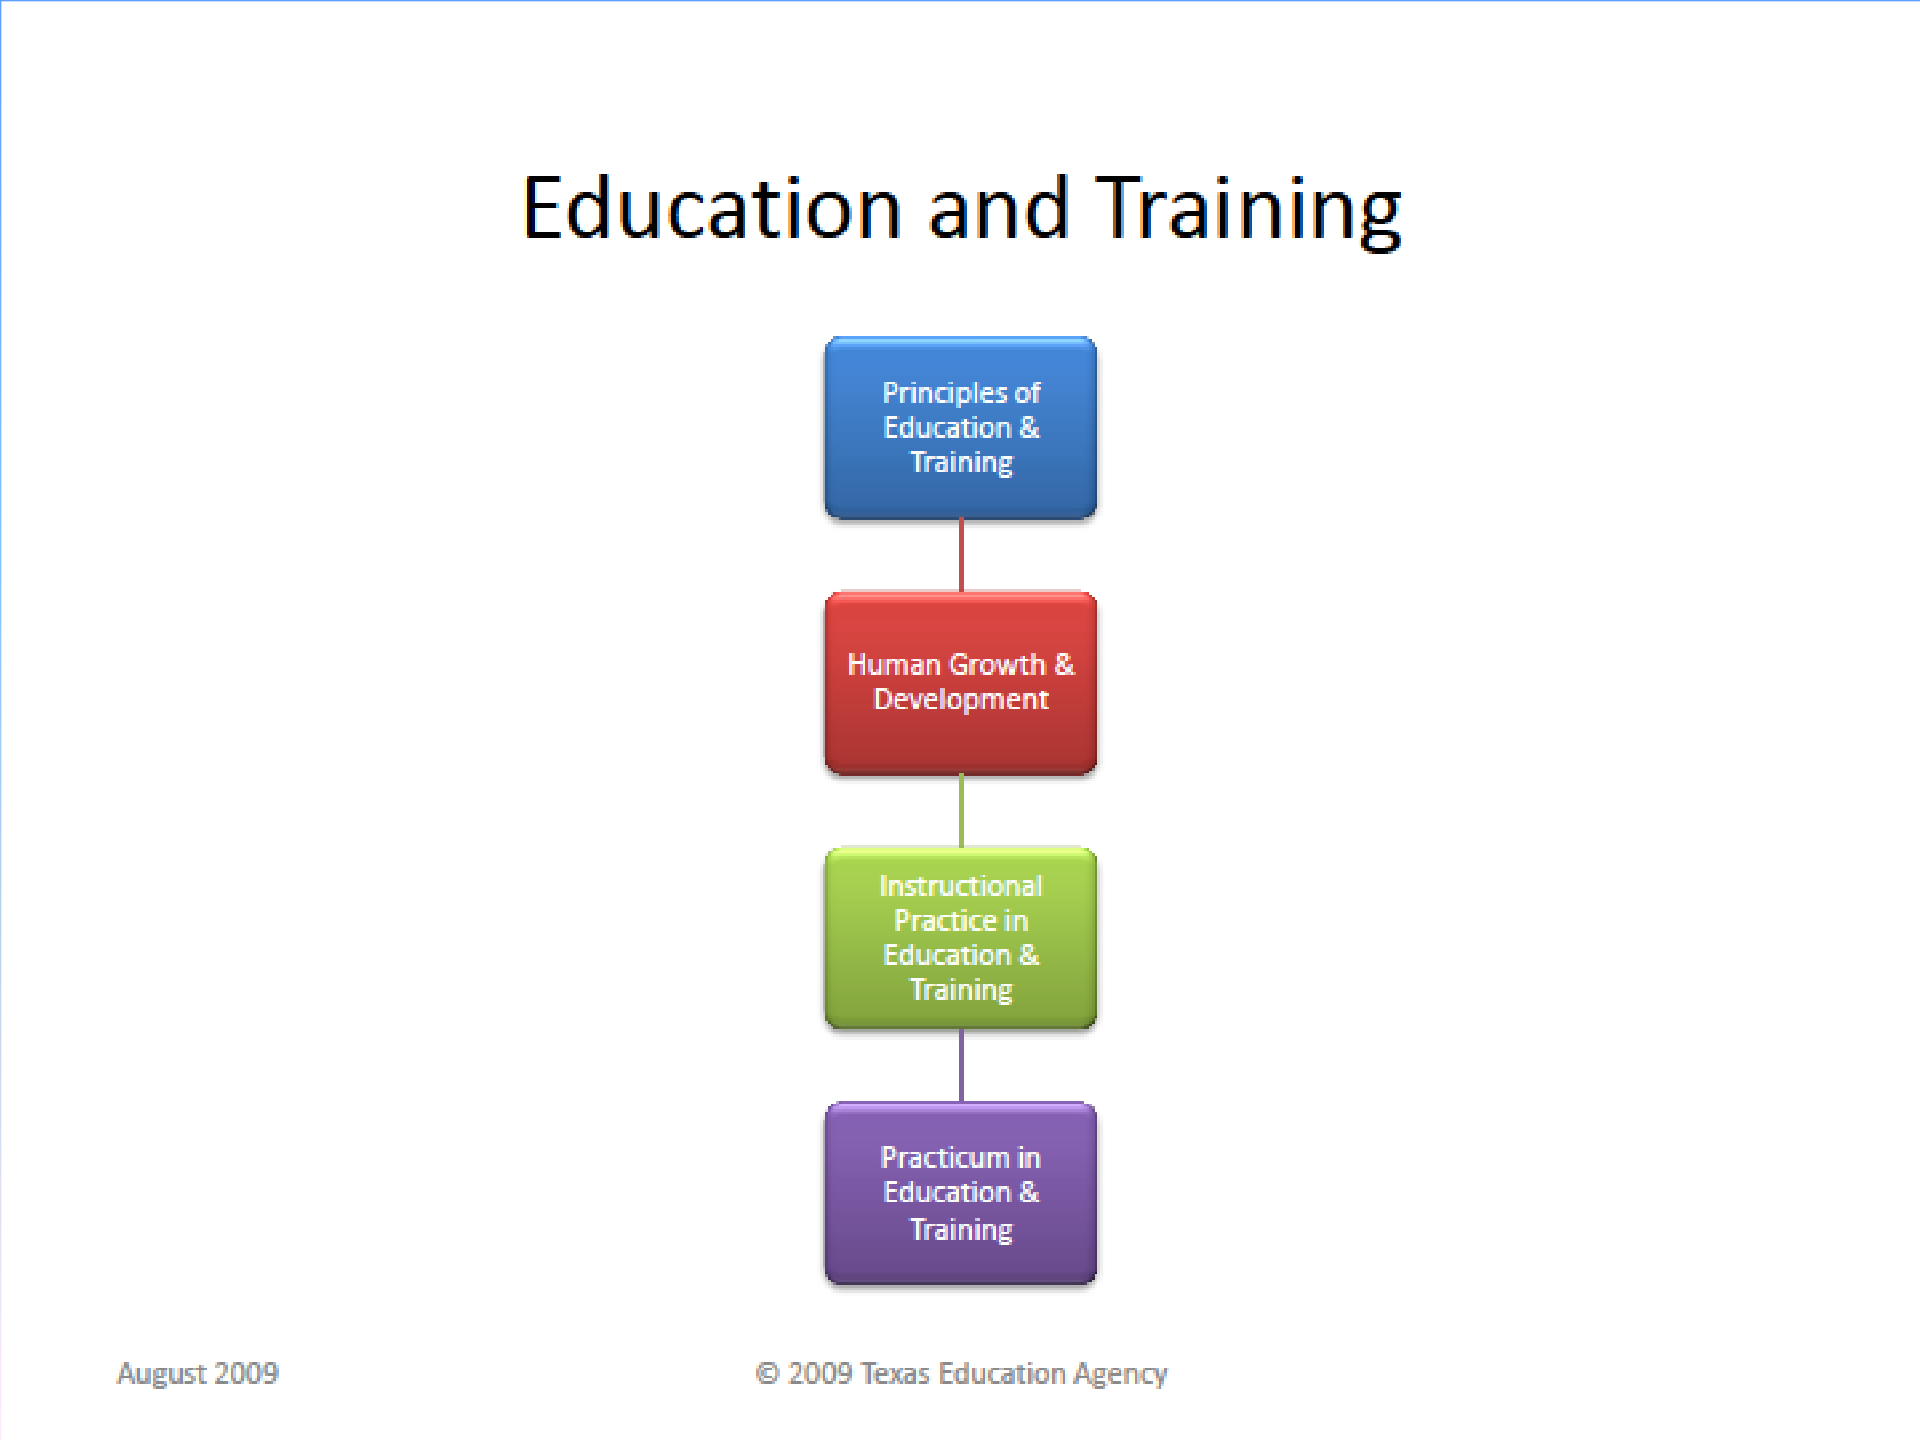 Education and Training
Principles of
Education &
Training
Human Growth &
Development
Instructional
Practice in
Education &
Training
Practicum in
Education &
Training
August 2009
© 2009 Texas Education Agency